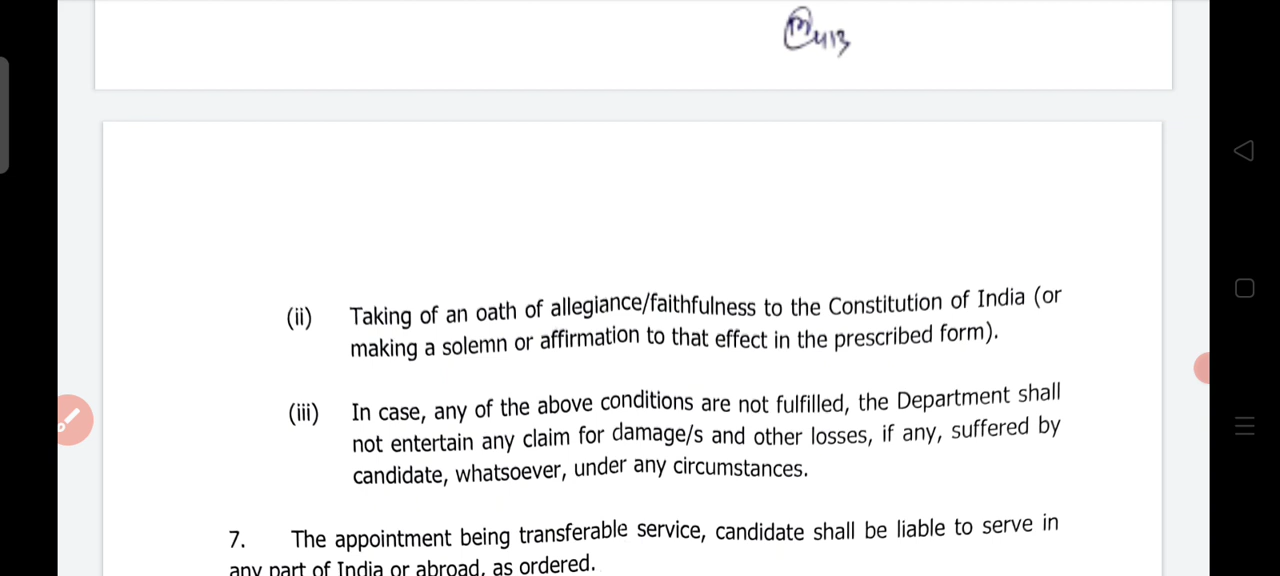 (ii) Taking of an oath of allegiance/faithfulness to the Constitution of India (or
making a solemn or affirmation to that effect in the prescribed form).
(iii) In case, any of the above conditions are not fulfilled, the Department shall
not entertain any claim for damage/s and other losses, if any, suffered by
candidate, whatsoever, under any circumstances.
7. The appointment being transferable service, candidate shall be liable to serve in
any part of India or abroad, as ordered.